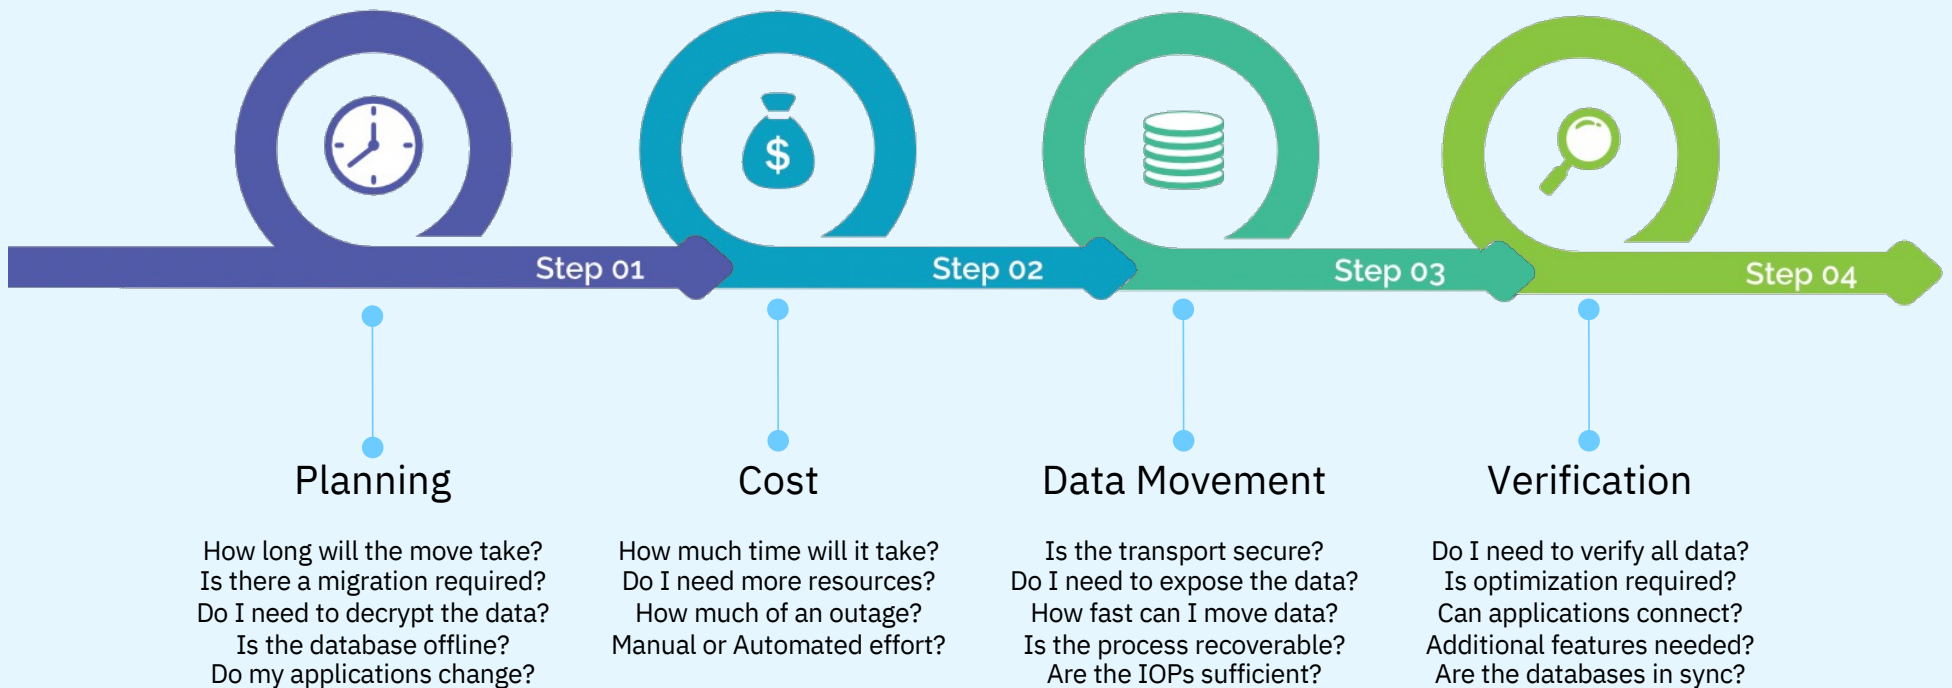 $
Step 01
Step 02
Step 03
Step 04
Planning
How long will the move take?
Is there a migration required?
Do I need to decrypt the data?
Is the database offline?
Do my applications change?
Cost
How much time will it take?
Do I need more resources?
How much of an outage?
Manual or Automated effort?
Data Movement
Is the transport secure?
Do I need to expose the data?
How fast can I move data?
Is the process recoverable?
Are the IOPs sufficient?
Verification
Do I need to verify all data?
Is optimization required?
Can applications connect?
Additional features needed?
Are the databases in sync?